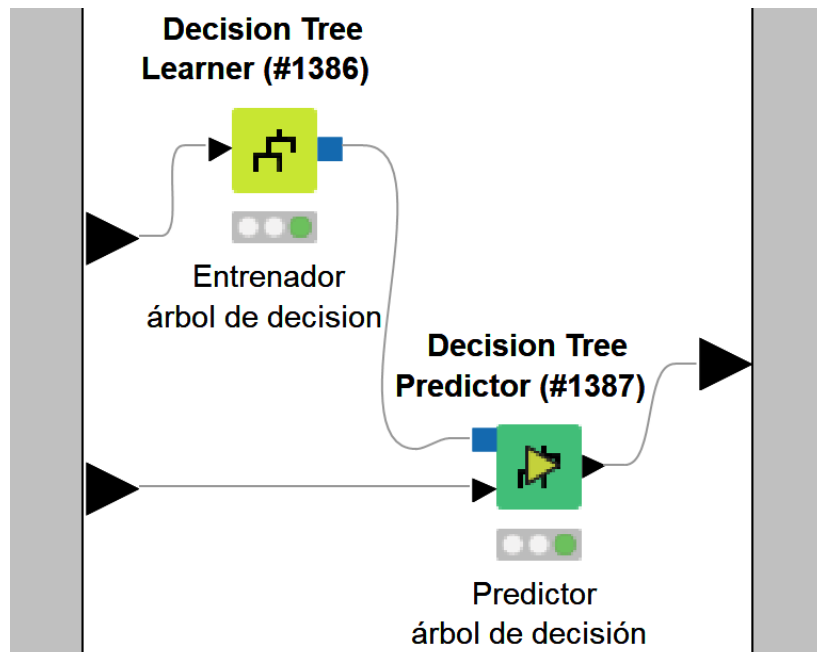 Decision Tree
Learner (#1386)
Entrenador
árbol de decision
Decision Tree
Predictor (#1387)
Predictor
árbol de decisión